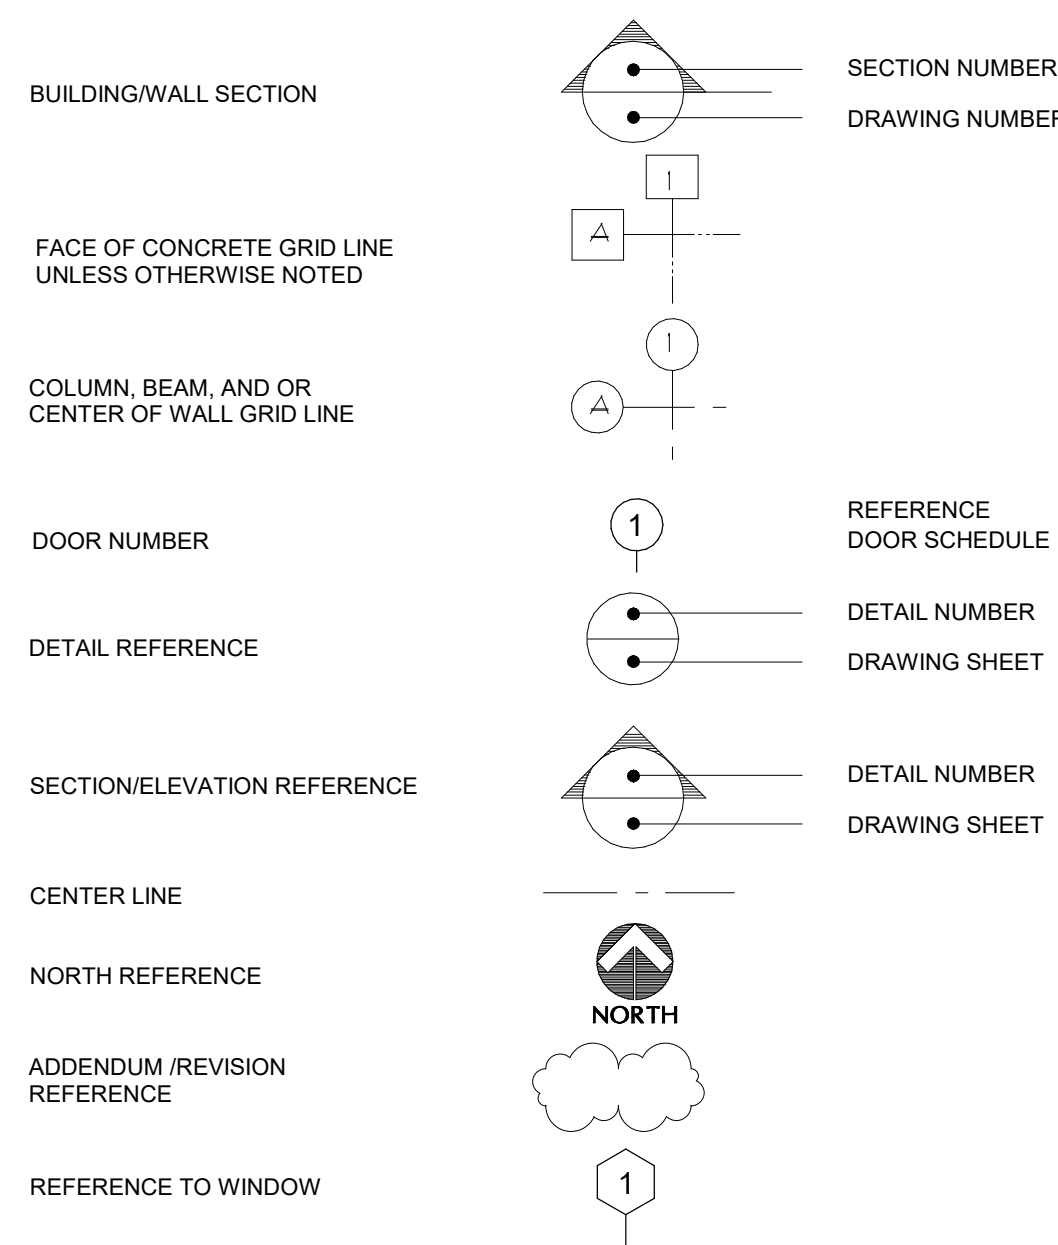 BUILDING/WALL SECTION
SECTION NUMBER
DRAWING NUMBER
1
A
FACE OF CONCRETE GRID LINE
UNLESS OTHERWISE NOTED
1
A
COLUMN, BEAM, AND OR
CENTER OF WALL GRID LINE
DOOR NUMBER
1
REFERENCE
DOOR SCHEDULE
DETAIL REFERENCE
DETAIL NUMBER
DRAWING SHEET
SECTION/ELEVATION REFERENCE
DETAIL NUMBER
DRAWING SHEET
CENTER LINE
NORTH REFERENCE
NORTH
ADDENDUM /REVISION
REFERENCE
REFERENCE TO WINDOW
1